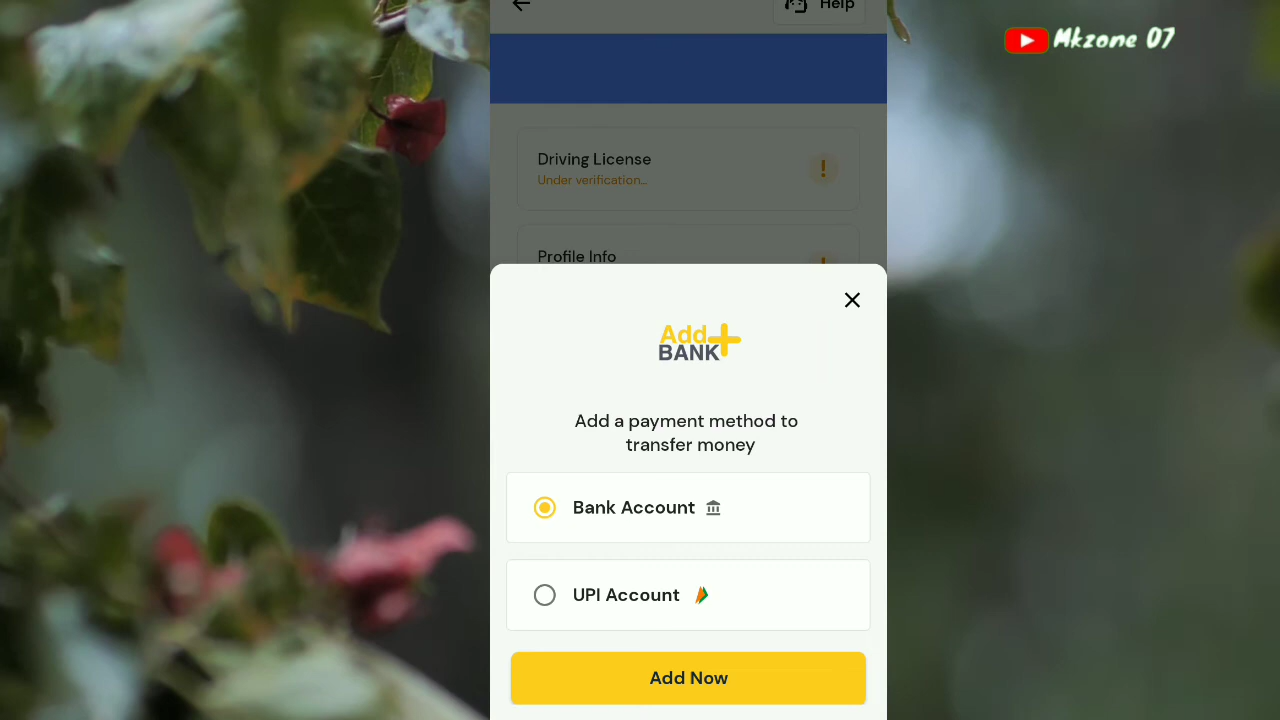 Help
Mkzone 07
Driving License
Under verification...
Profile Info
Add
BANK
Add a payment method to
transfer money
Bank Account
UPI Account
Add Now